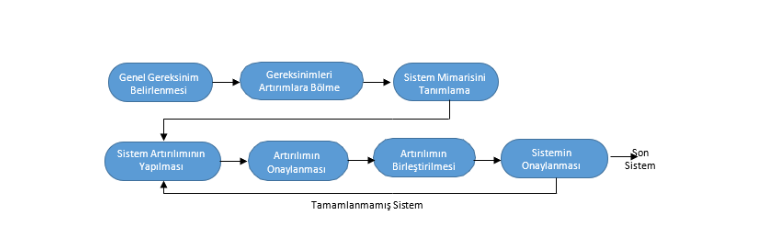 Genel Gereksinim
Belirlenmesi
Gereksinimleri
Artırımlara Bölme
Sistem Mimarisini
Tanımlama
Sistem Artırılımının
Yapılması
Artırılımın
Onaylanması
Artırılımın
Birleştirilmesi
Sistemin
Onaylanması
Son
Sistem
Tamamlanmamış Sistem